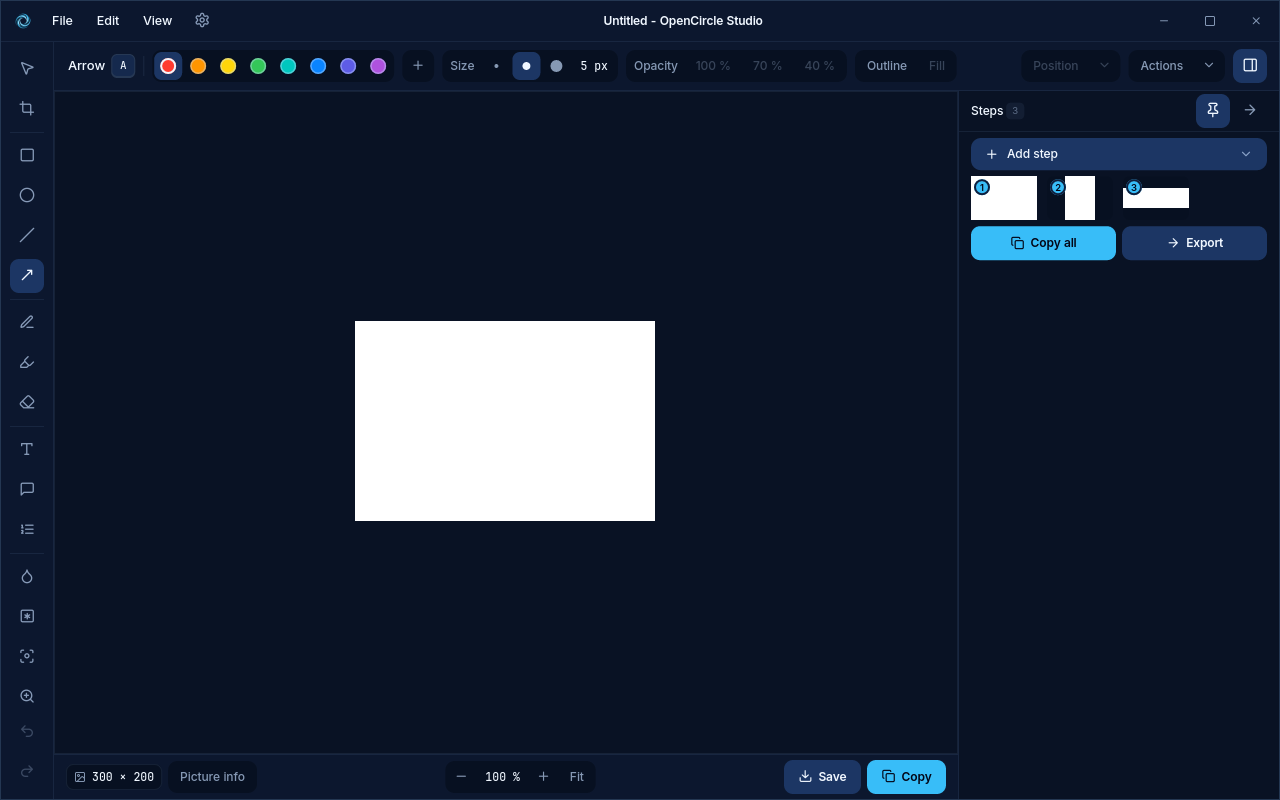 File Edit View Untitled - OpenCircle Studio
Arrow A Size 5 px Opacity 100 % 70 % 40 % Outline Fill Position Actions
Steps 3
Add step
1 2 3
Copy all Export
300 × 200 Picture info 100 % Fit Save Copy